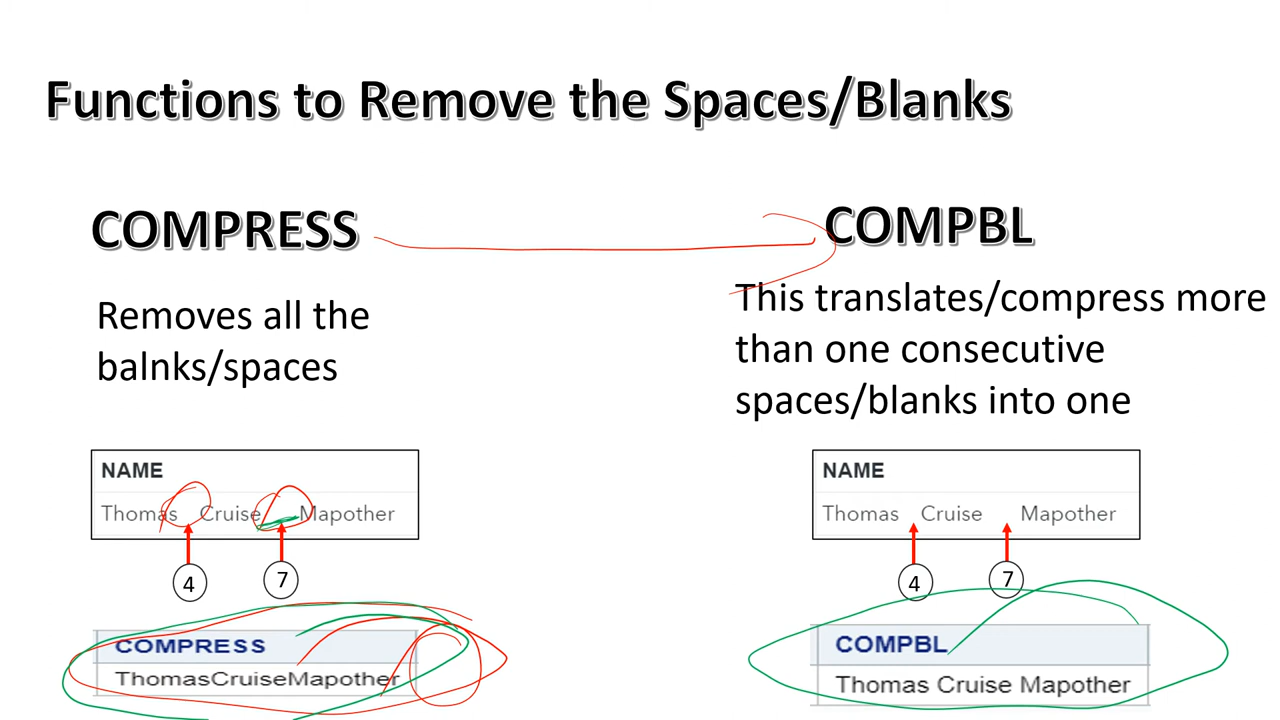 Functions to Remove the Spaces/Blanks
COMPRESS
Removes all the
balnks/spaces
NAME
Thomas Cruise Mapother
4 7
COMPRESS
ThomasCruiseMapother
COMPBL
This translates/compress more
than one consecutive
spaces/blanks into one
NAME
Thomas Cruise Mapother
4 7
COMPBL
Thomas Cruise Mapother